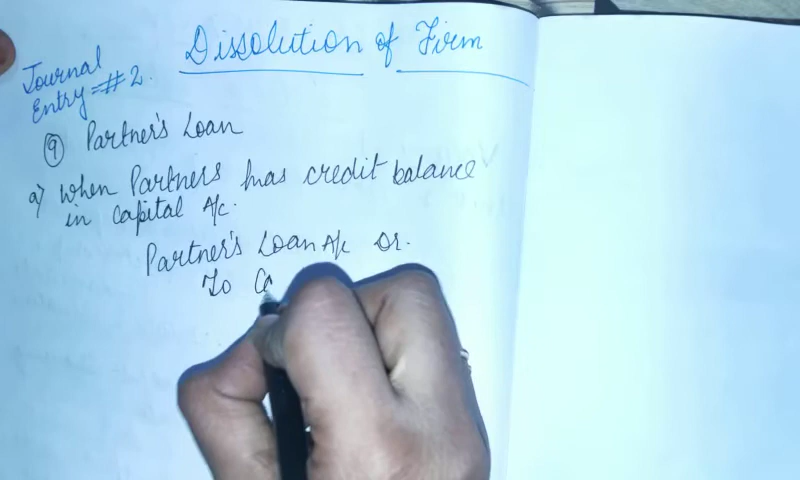 Dissolution of Firm
Journal
Entry=#2.
9 Partner's Loan
a) When Partners has credit balance
in capital A/c.
Partner's Loan A/c Dr.
To Ca